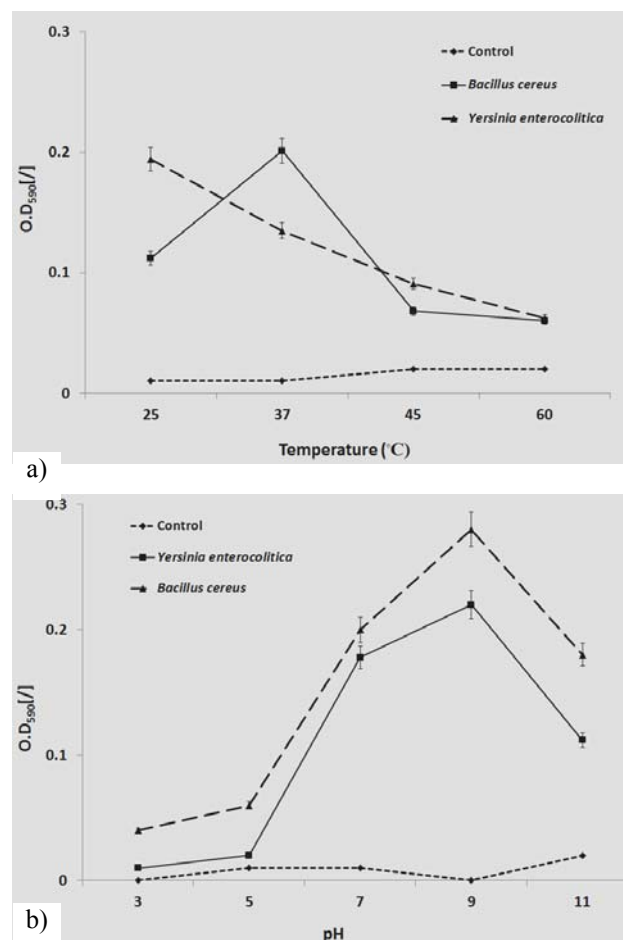 0.3
Control
Bacillus cereus
Yersinia enterocolitica
0.2
O.D590[/]
0.1
0
25 37 45 60
Temperature (°C)
a)
0.3
Control
Yersinia enterocolitica
Bacillus cereus
0.2
O.D590[/]
0.1
0
3 5 7 9 11
pH
b)